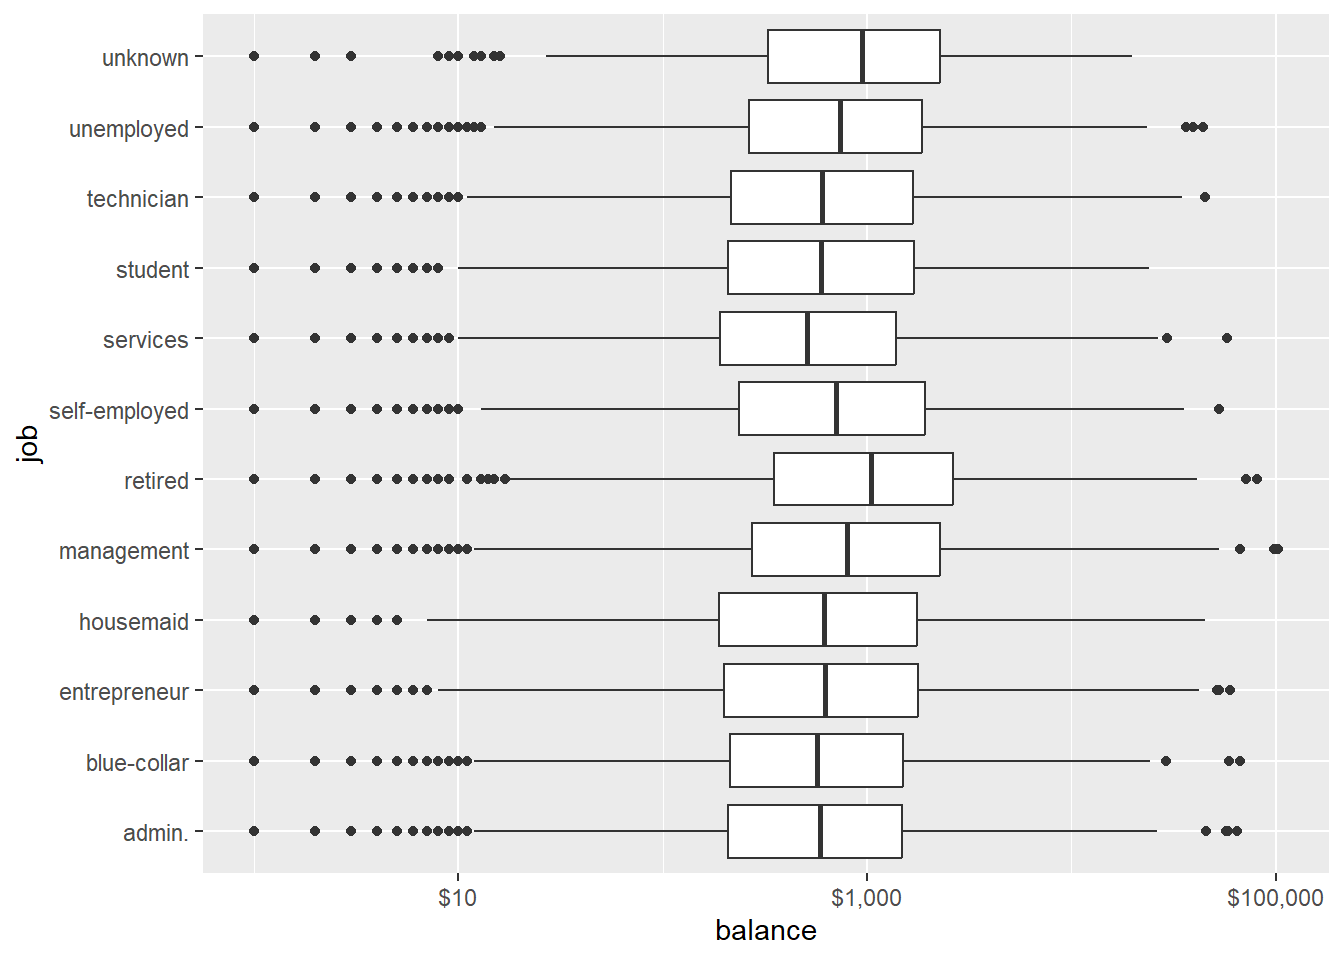 unknown
unemployed
technician
student
services
self-employed
retired
management
housemaid
entrepreneur
blue-collar
admin.
job
$10 $1,000 $100,000
balance